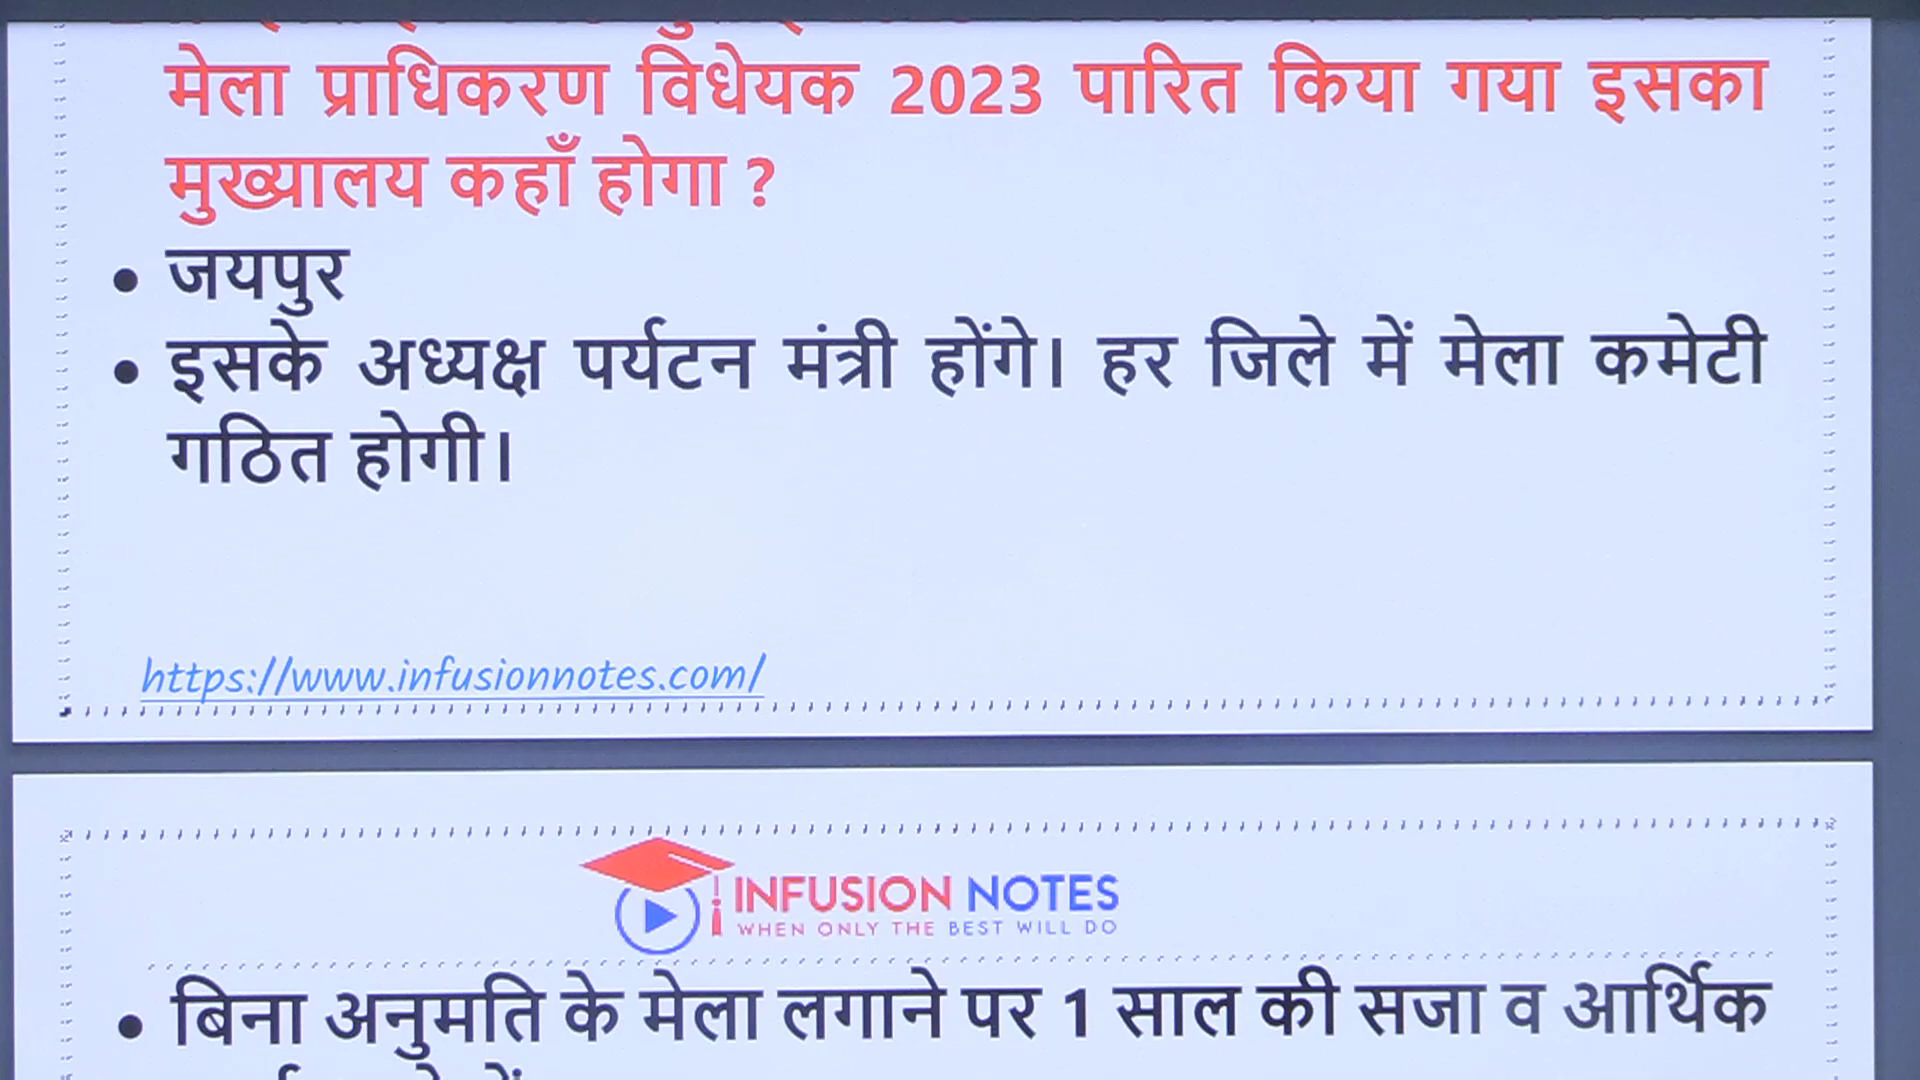 मेला प्राधिकरण विधेयक 2023 पारित किया गया इसका
मुख्यालय कहाँ होगा ?
• जयपुर
• इसके अध्यक्ष पर्यटन मंत्री होंगे। हर जिले में मेला कमेटी
गठित होगी।
https://www.infusionnotes.com/
INFUSION NOTES
WHEN ONLY THE BEST WILL DO
• बिना अनुमति के मेला लगाने पर 1 साल की सजा व आर्थिक